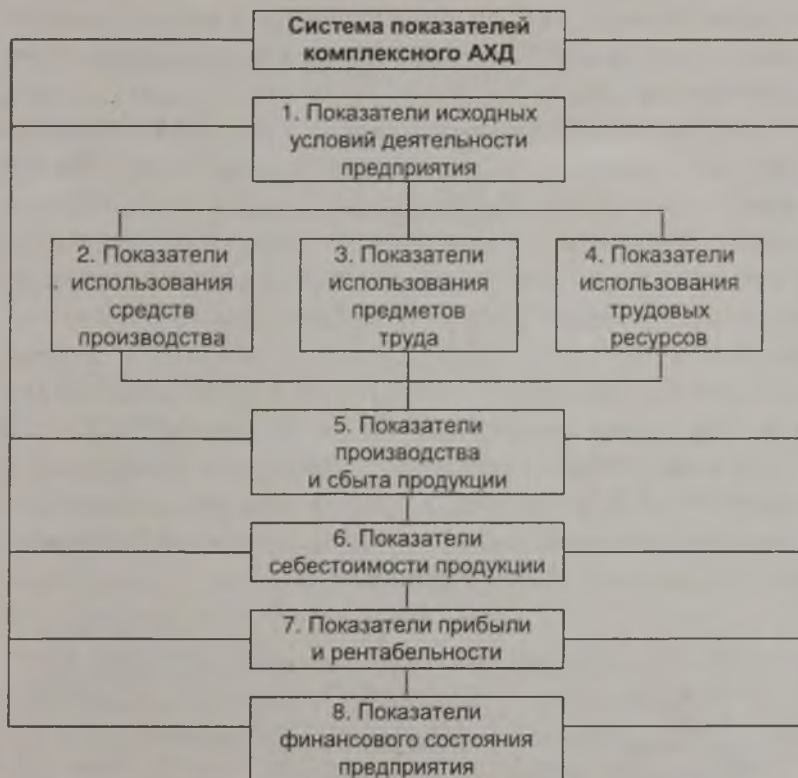 Система показателей
комплексного АХД
1. Показатели исходных
условий деятельности
предприятия
2. Показатели
использования
средств
производства
3. Показатели
использования
предметов
труда
4. Показатели
использования
трудовых
ресурсов
5. Показатели
производства
и сбыта продукции
6. Показатели
себестоимости продукции
7. Показатели прибыли
и рентабельности
8. Показатели
финансового состояния
предприятия